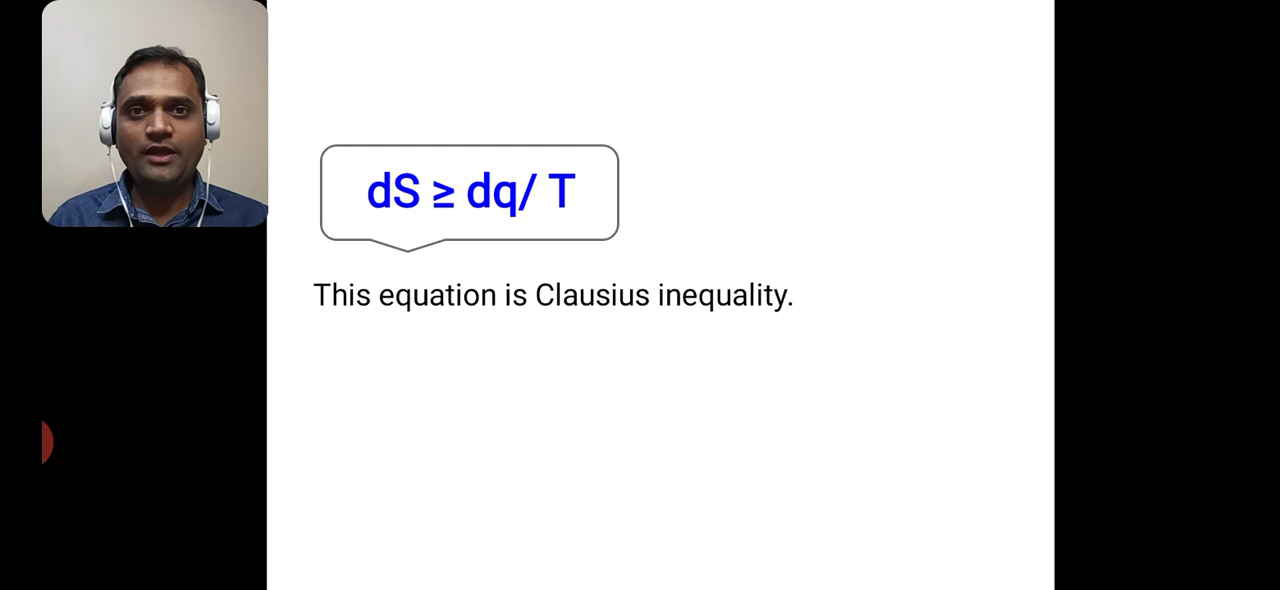 dS ≥ dq/ T
This equation is Clausius inequality.